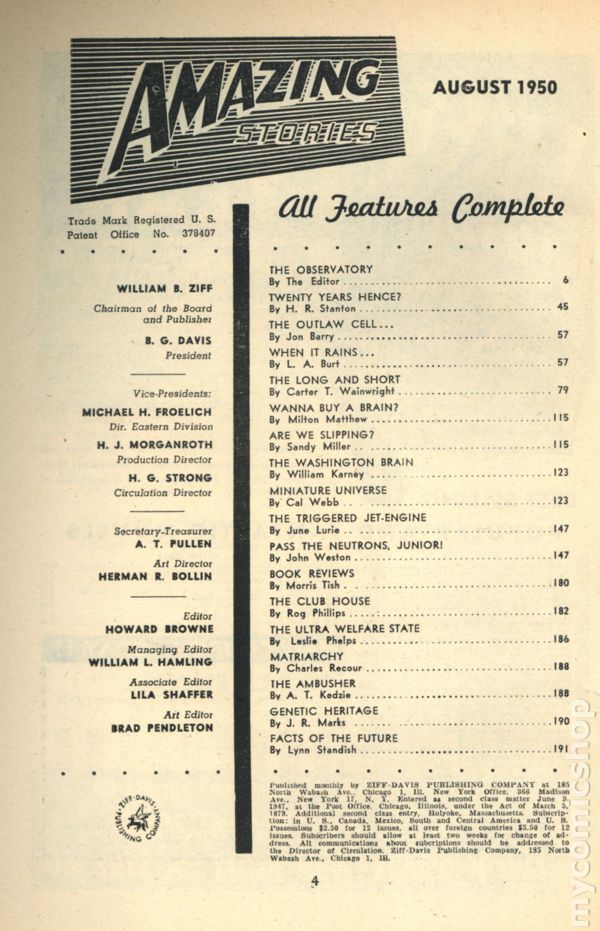 AMAZING
STORIES
AUGUST 1950
Trade Mark Registered U. S.
Patent Office No. 378407
WILLIAM B. ZIFF
Chairman of the Board
and Publisher
B. G. DAVIS
President
Vice-Presidents:
MICHAEL H. FROELICH
Dir. Eastern Division
H. J. MORGANROTH
Production Director
H. G. STRONG
Circulation Director
Secretary-Treasurer
A. T. PULLEN
Art Director
HERMAN R. BOLLIN
Editor
HOWARD BROWNE
Managing Editor
WILLIAM L. HAMLING
Associate Editor
LILA SHAFFER
Art Editor
BRAD PENDLETON
ZIFF-DAVIS
PUBLISHING COMPANY
All Features Complete
THE OBSERVATORY
By The Editor 6
TWENTY YEARS HENCE?
By H. R. Stanton 45
THE OUTLAW CELL...
By Jon Barry 57
WHEN IT RAINS...
By L. A. Burt 57
THE LONG AND SHORT
By Carter T. Wainwright 79
WANNA BUY A BRAIN?
By Milton Matthew 115
ARE WE SLIPPING?
By Sandy Miller 115
THE WASHINGTON BRAIN
By William Karney 123
MINIATURE UNIVERSE
By Cal Webb 123
THE TRIGGERED JET-ENGINE
By June Lurie 147
PASS THE NEUTRONS, JUNIOR!
By John Weston 147
BOOK REVIEWS
By Morris Tish 180
THE CLUB HOUSE
By Rog Phillips 182
THE ULTRA WELFARE STATE
By Leslie Phelps 186
MATRIARCHY
By Charles Recour 188
THE AMBUSHER
By A. T. Kedzie 188
GENETIC HERITAGE
By J. R. Marks 190
FACTS OF THE FUTURE
By Lynn Standish 191
Published monthly by ZIFF-DAVIS PUBLISHING COMPANY at 185
North Wabash Ave., Chicago 1, Ill. New York Office, 366 Madison
Ave., New York 17, N. Y. Entered as second class matter June 3,
1947, at the Post Office, Chicago, Illinois, under the Act of March 3,
1879. Additional second class entry, Holyoke, Massachusetts. Subscrip-
tion: in U. S., Canada, Mexico, South and Central America and U. S.
Possessions $2.50 for 12 issues, all over foreign countries $3.50 for 12
issues. Subscribers should allow at least two weeks for change of ad-
dress. All communications about subcriptions should be addressed to
the Director of Circulation, Ziff-Davis Publishing Company, 185 North
Wabash Ave., Chicago 1, Ill.
4
mycomicshop